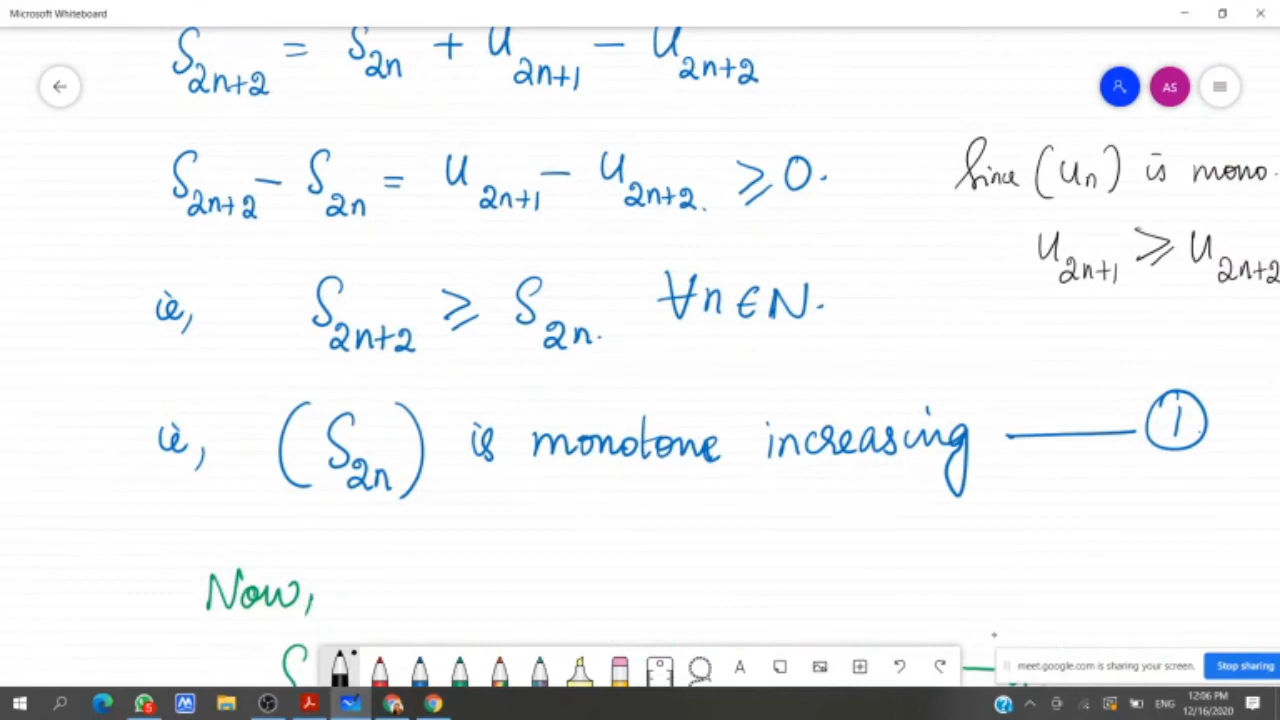 Microsoft Whiteboard
S_{2n+2} = S_{2n} + U_{2n+1} - U_{2n+2}
AS
S_{2n+2} - S_{2n} = U_{2n+1} - U_{2n+2}. ⩾ 0.
Since (U_n) is mono.
U_{2n+1} ⩾ U_{2n+2}
ie, S_{2n+2} ⩾ S_{2n}. ∀n∈N.
ie, (S_{2n}) is monotone increasing —— ①
Now,
S
meet.google.com is sharing your screen.
Stop sharing
ENG
12:06 PM
12/16/2020